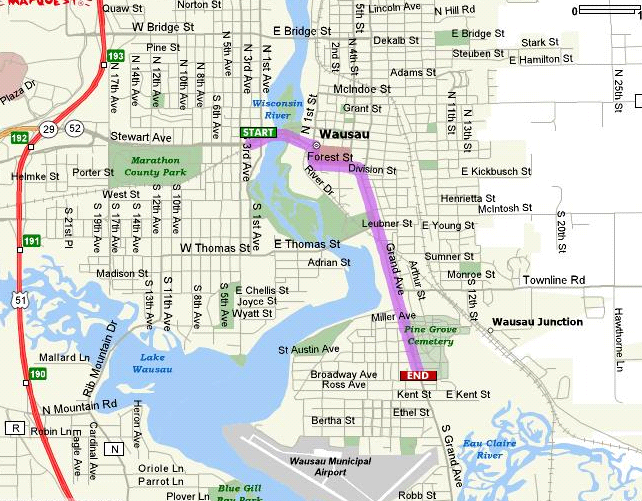 MAPQUEST
Quaw St
Norton St
5th St
Lincoln Ave
N Hill Rd
0
1
W Bridge St
E Bridge St
E Bridge St
193
Pine St
N 5th Ave
N 3rd Ave
N 1st Ave
2nd St
N 4th St
Dekalb St
Stark St
Steuben St
E Hamilton St
Adams St
N 25th St
Plaza Dr
N 17th Ave
N 14th Ave
N 12th Ave
N 10th Ave
N 8th Ave
S 6th Ave
McIndoe St
Grant St
N 11th St
N 13th St
Wisconsin
River
N 1st St
192
29
52
Stewart Ave
START
Wausau
Forest St
Division St
Marathon
County Park
3rd Ave
River Dr
Helmke St
Porter St
E Kickbusch St
West St
Henrietta St
McIntosh St
S 21st Pl
S 19th Ave
S 17th Ave
S 14th Ave
S 12th Ave
S 10th Ave
S 1st Ave
Leubner St
E Young St
S 20th St
191
W Thomas St
E Thomas St
Adrian St
Grand Ave
Arthur St
Sumner St
Monroe St
Townline Rd
Madison St
S 13th Ave
S 11th Ave
S 8th Ave
S 5th Ave
E Chellis St
Joyce St
Wyatt St
S 12th St
51
Miller Ave
Wausau Junction
Pine Grove
Cemetery
Hawthorne Ln
Rib Mountain Dr
Mallard Ln
Lake
Wausau
St Austin Ave
190
Broadway Ave
END
Ross Ave
Kent St
E Kent St
N Mountain Rd
Ethel St
Bertha St
R
Robin Ln
N
Eagle Ave
Cardinal Ave
Heron Ave
S Grand Ave
Eau Claire
River
Wausau Municipal
Airport
Oriole Ln
Parrot Ln
Plover Ln
Blue Gill
Bay Park
Robb St